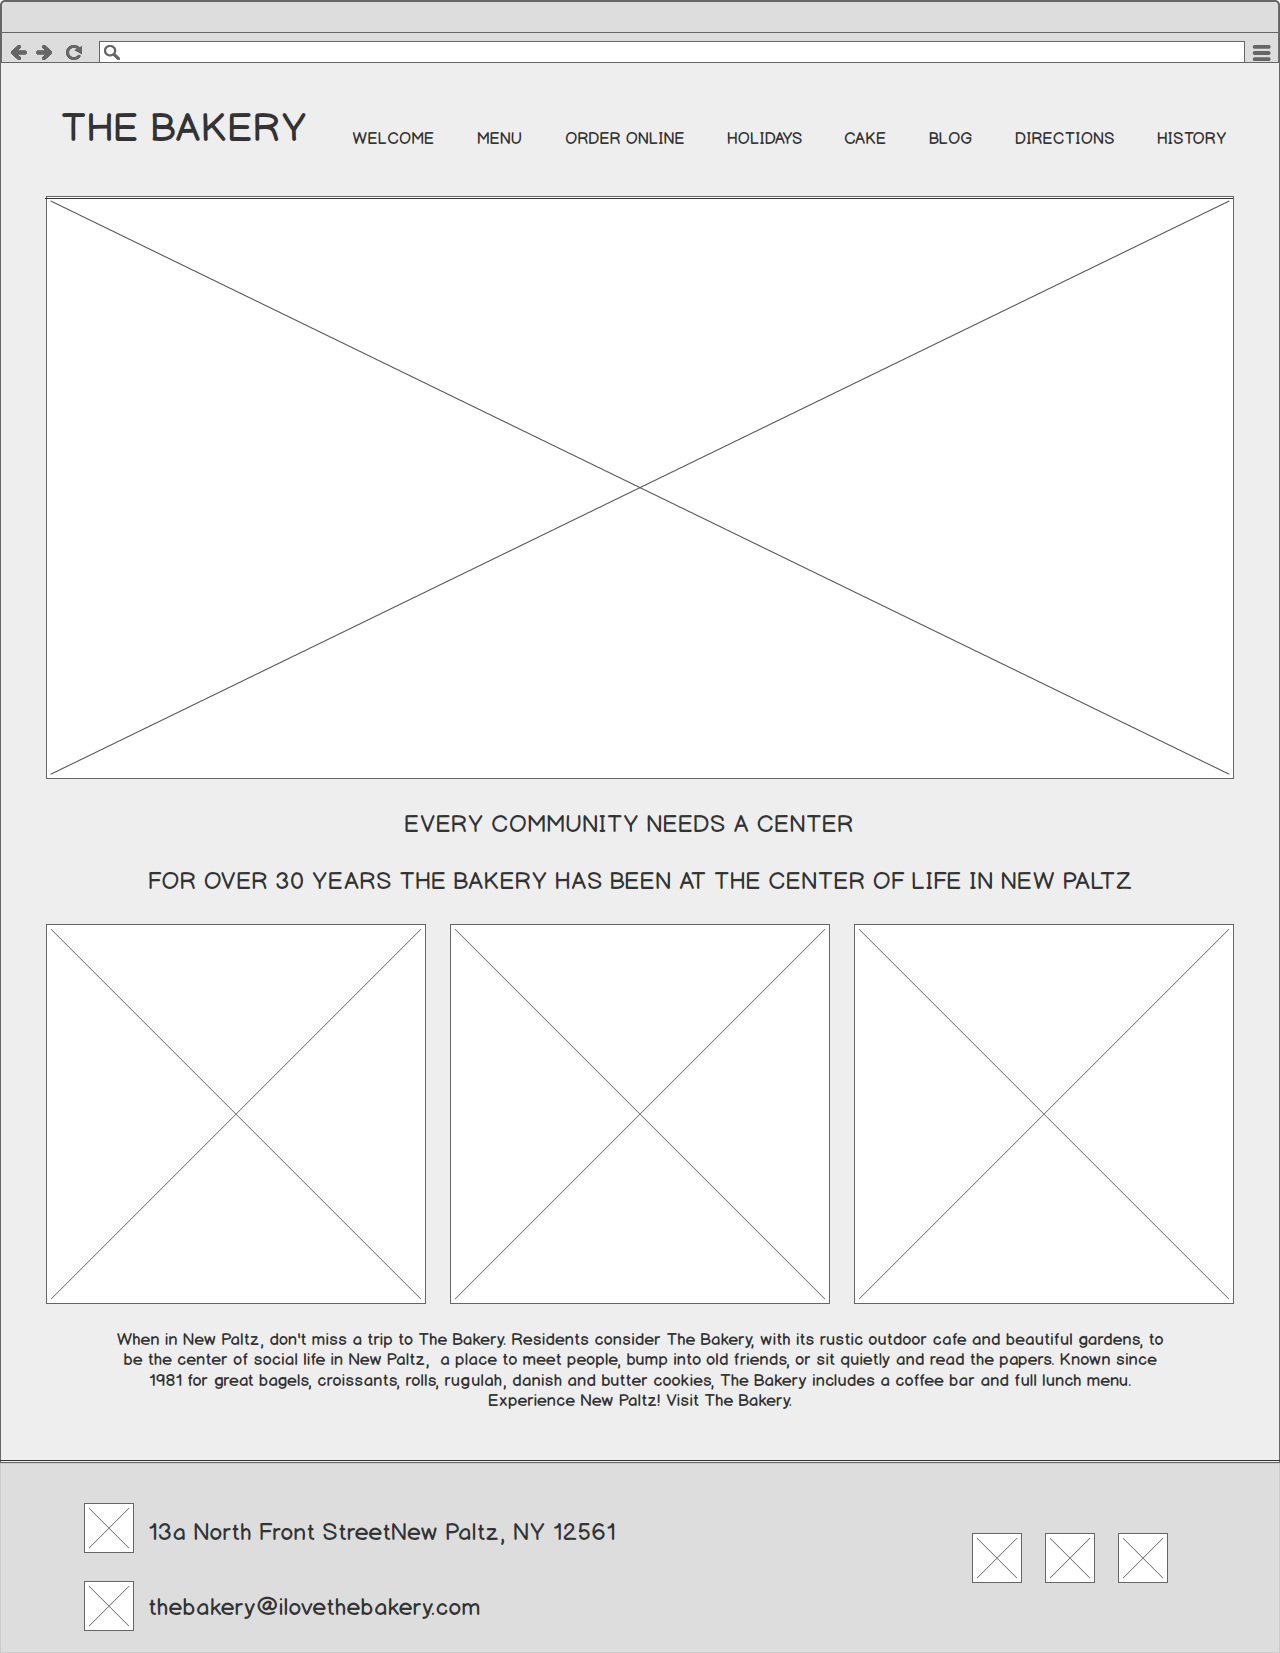 THE BAKERY
WELCOME MENU ORDER ONLINE HOLIDAYS CAKE BLOG DIRECTIONS HISTORY
EVERY COMMUNITY NEEDS A CENTER
FOR OVER 30 YEARS THE BAKERY HAS BEEN AT THE CENTER OF LIFE IN NEW PALTZ
When in New Paltz, don't miss a trip to The Bakery. Residents consider The Bakery, with its rustic outdoor cafe and beautiful gardens, to
be the center of social life in New Paltz,  a place to meet people, bump into old friends, or sit quietly and read the papers. Known since
1981 for great bagels, croissants, rolls, rugulah, danish and butter cookies, The Bakery includes a coffee bar and full lunch menu.
Experience New Paltz! Visit The Bakery.
13a North Front StreetNew Paltz, NY 12561
thebakery@ilovethebakery.com